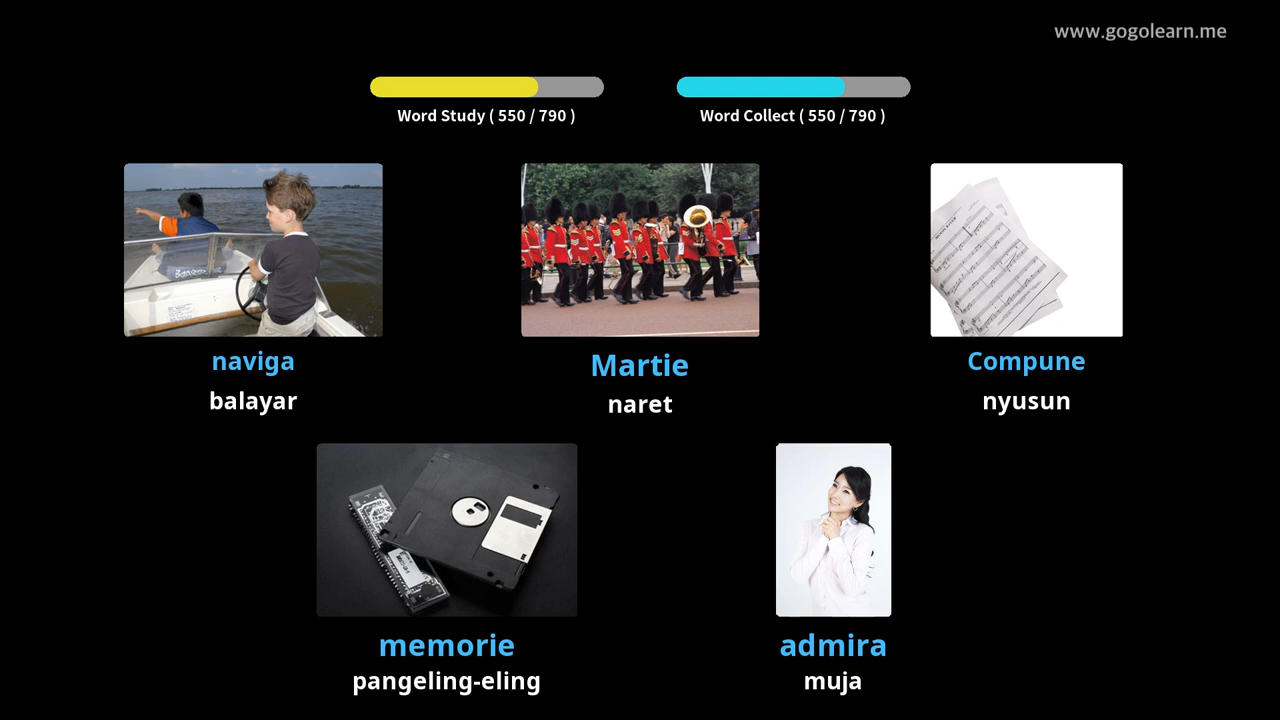 www.gogolearn.me
Word Study ( 550 / 790 )
Word Collect ( 550 / 790 )
naviga
balayar
Martie
naret
Compune
nyusun
memorie
pangeling-eling
admira
muja